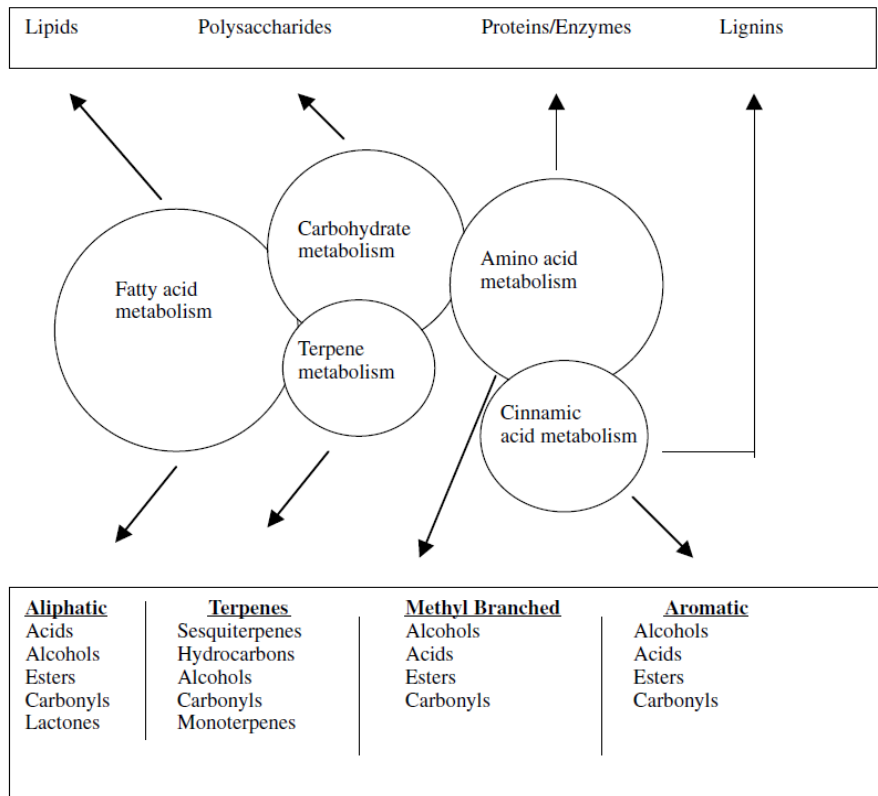 Lipids Polysaccharides Proteins/Enzymes Lignins
Carbohydrate
metabolism
Amino acid
metabolism
Fatty acid
metabolism
Terpene
metabolism
Cinnamic
acid metabolism
Aliphatic
Acids
Alcohols
Esters
Carbonyls
Lactones
Terpenes
Sesquiterpenes
Hydrocarbons
Alcohols
Carbonyls
Monoterpenes
Methyl Branched
Alcohols
Acids
Esters
Carbonyls
Aromatic
Alcohols
Acids
Esters
Carbonyls